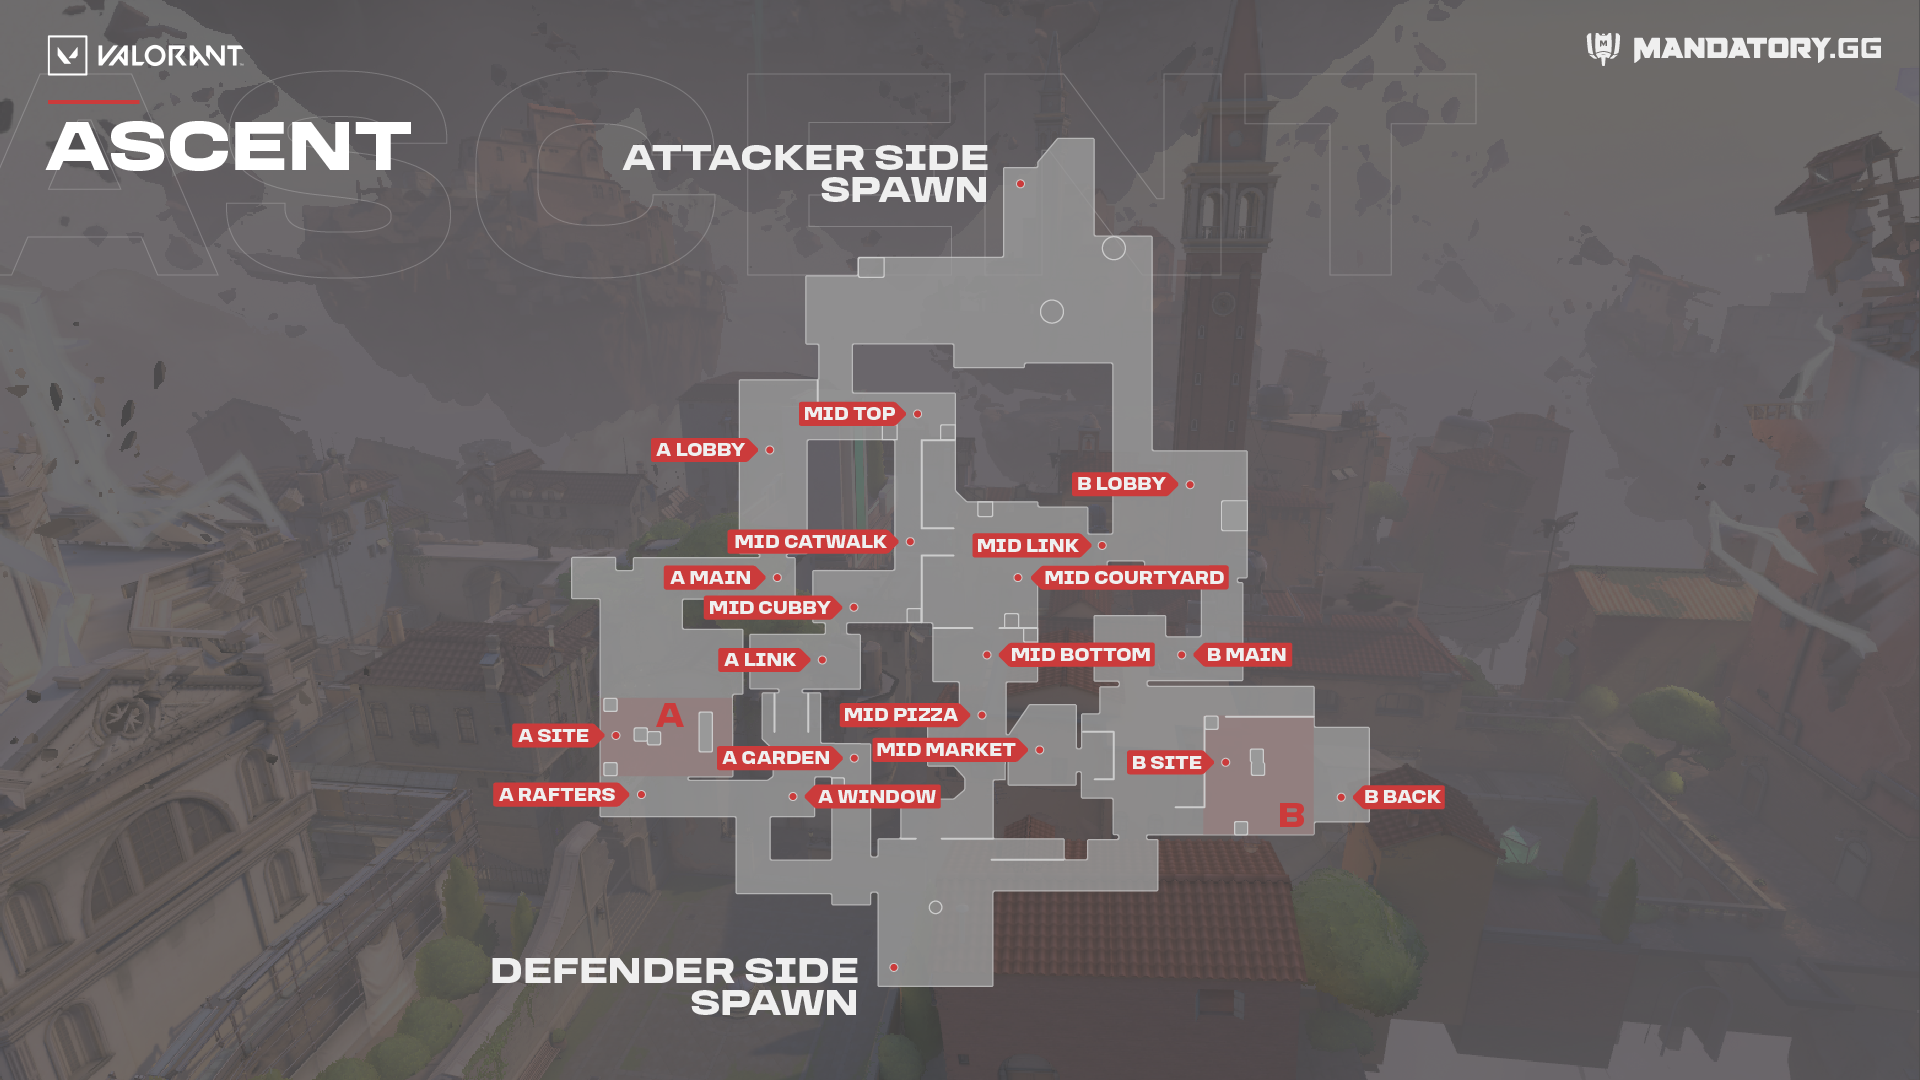 VALORANT
MANDATORY.GG
ASCENT
ASCENT
ATTACKER SIDE
SPAWN
MID TOP
A LOBBY
B LOBBY
MID CATWALK
MID LINK
A MAIN
MID COURTYARD
MID CUBBY
A LINK
MID BOTTOM
B MAIN
A
MID PIZZA
A SITE
A GARDEN
MID MARKET
B SITE
A RAFTERS
A WINDOW
B BACK
B
DEFENDER SIDE
SPAWN